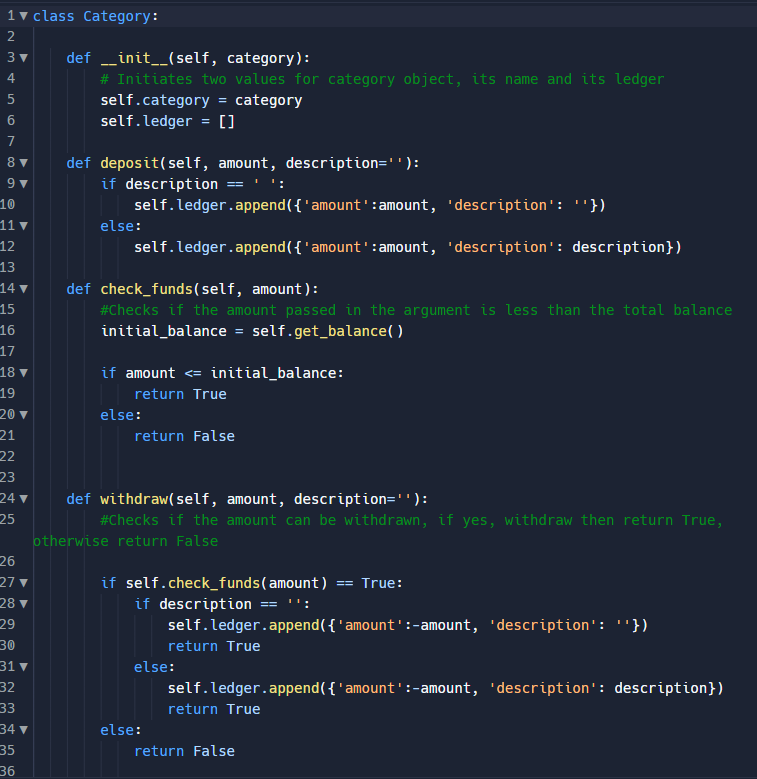 1 ▼ class Category:
2
3 ▼     def __init__(self, category):
4         # Initiates two values for category object, its name and its ledger
5         self.category = category
6         self.ledger = []
7
8 ▼     def deposit(self, amount, description=''):
9 ▼         if description == ' ':
10             self.ledger.append({'amount':amount, 'description': ''})
11 ▼         else:
12             self.ledger.append({'amount':amount, 'description': description})
13
14 ▼     def check_funds(self, amount):
15         #Checks if the amount passed in the argument is less than the total balance
16         initial_balance = self.get_balance()
17
18 ▼         if amount <= initial_balance:
19             return True
20 ▼         else:
21             return False
22
23
24 ▼     def withdraw(self, amount, description=''):
25         #Checks if the amount can be withdrawn, if yes, withdraw then return True,
otherwise return False
26
27 ▼         if self.check_funds(amount) == True:
28 ▼             if description == '':
29                 self.ledger.append({'amount':-amount, 'description': ''})
30                 return True
31 ▼             else:
32                 self.ledger.append({'amount':-amount, 'description': description})
33                 return True
34 ▼         else:
35             return False
36